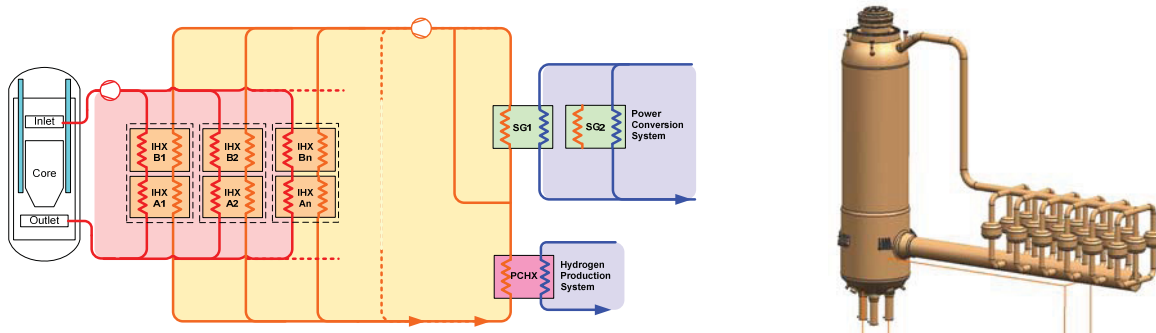 Inlet
Core
Outlet
IHX
B1
IHX
B2
IHX
Bn
IHX
A1
IHX
A2
IHX
An
SG1
SG2
Power
Conversion
System
PCHX
Hydrogen
Production
System